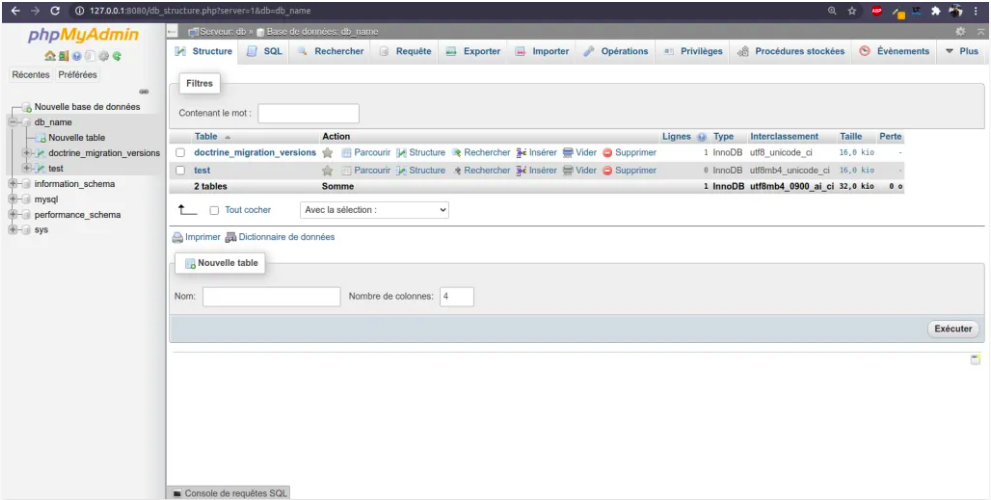 127.0.0.1:8080/db_structure.php?server=1&db=db_name
phpMyAdmin
Récentes Préférées
Nouvelle base de données
db_name
Nouvelle table
doctrine_migration_versions
test
information_schema
mysql
performance_schema
sys
Serveur: db » Base de données: db_name
Structure SQL Rechercher Requête Exporter Importer Opérations Privilèges Procédures stockées Évènements Plus
Filtres
Contenant le mot :
Table Action Lignes Type Interclassement Taille Perte
doctrine_migration_versions Parcourir Structure Rechercher Insérer Vider Supprimer 1 InnoDB utf8_unicode_ci 16,0 kio -
test Parcourir Structure Rechercher Insérer Vider Supprimer 0 InnoDB utf8mb4_unicode_ci 16,0 kio -
2 tables Somme 1 InnoDB utf8mb4_0900_ai_ci 32,0 kio 0 o
Tout cocher Avec la sélection :
Imprimer Dictionnaire de données
Nouvelle table
Nom: Nombre de colonnes: 4
Exécuter
Console de requêtes SQL